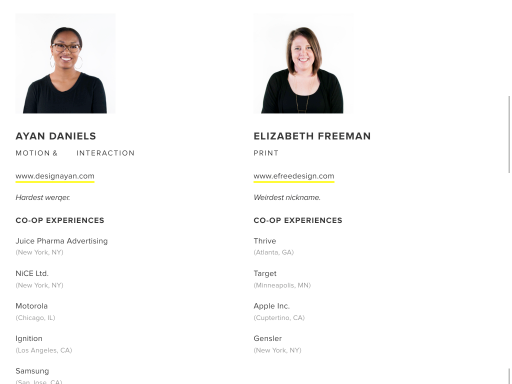 AYAN DANIELS
MOTION & INTERACTION
www.designayan.com
Hardest werqer.
CO-OP EXPERIENCES
Juice Pharma Advertising
(New York, NY)
NiCE Ltd.
(New York, NY)
Motorola
(Chicago, IL)
Ignition
(Los Angeles, CA)
Samsung
(San Jose, CA)
ELIZABETH FREEMAN
PRINT
www.efreedesign.com
Weirdest nickname.
CO-OP EXPERIENCES
Thrive
(Atlanta, GA)
Target
(Minneapolis, MN)
Apple Inc.
(Cuptertino, CA)
Gensler
(New York, NY)